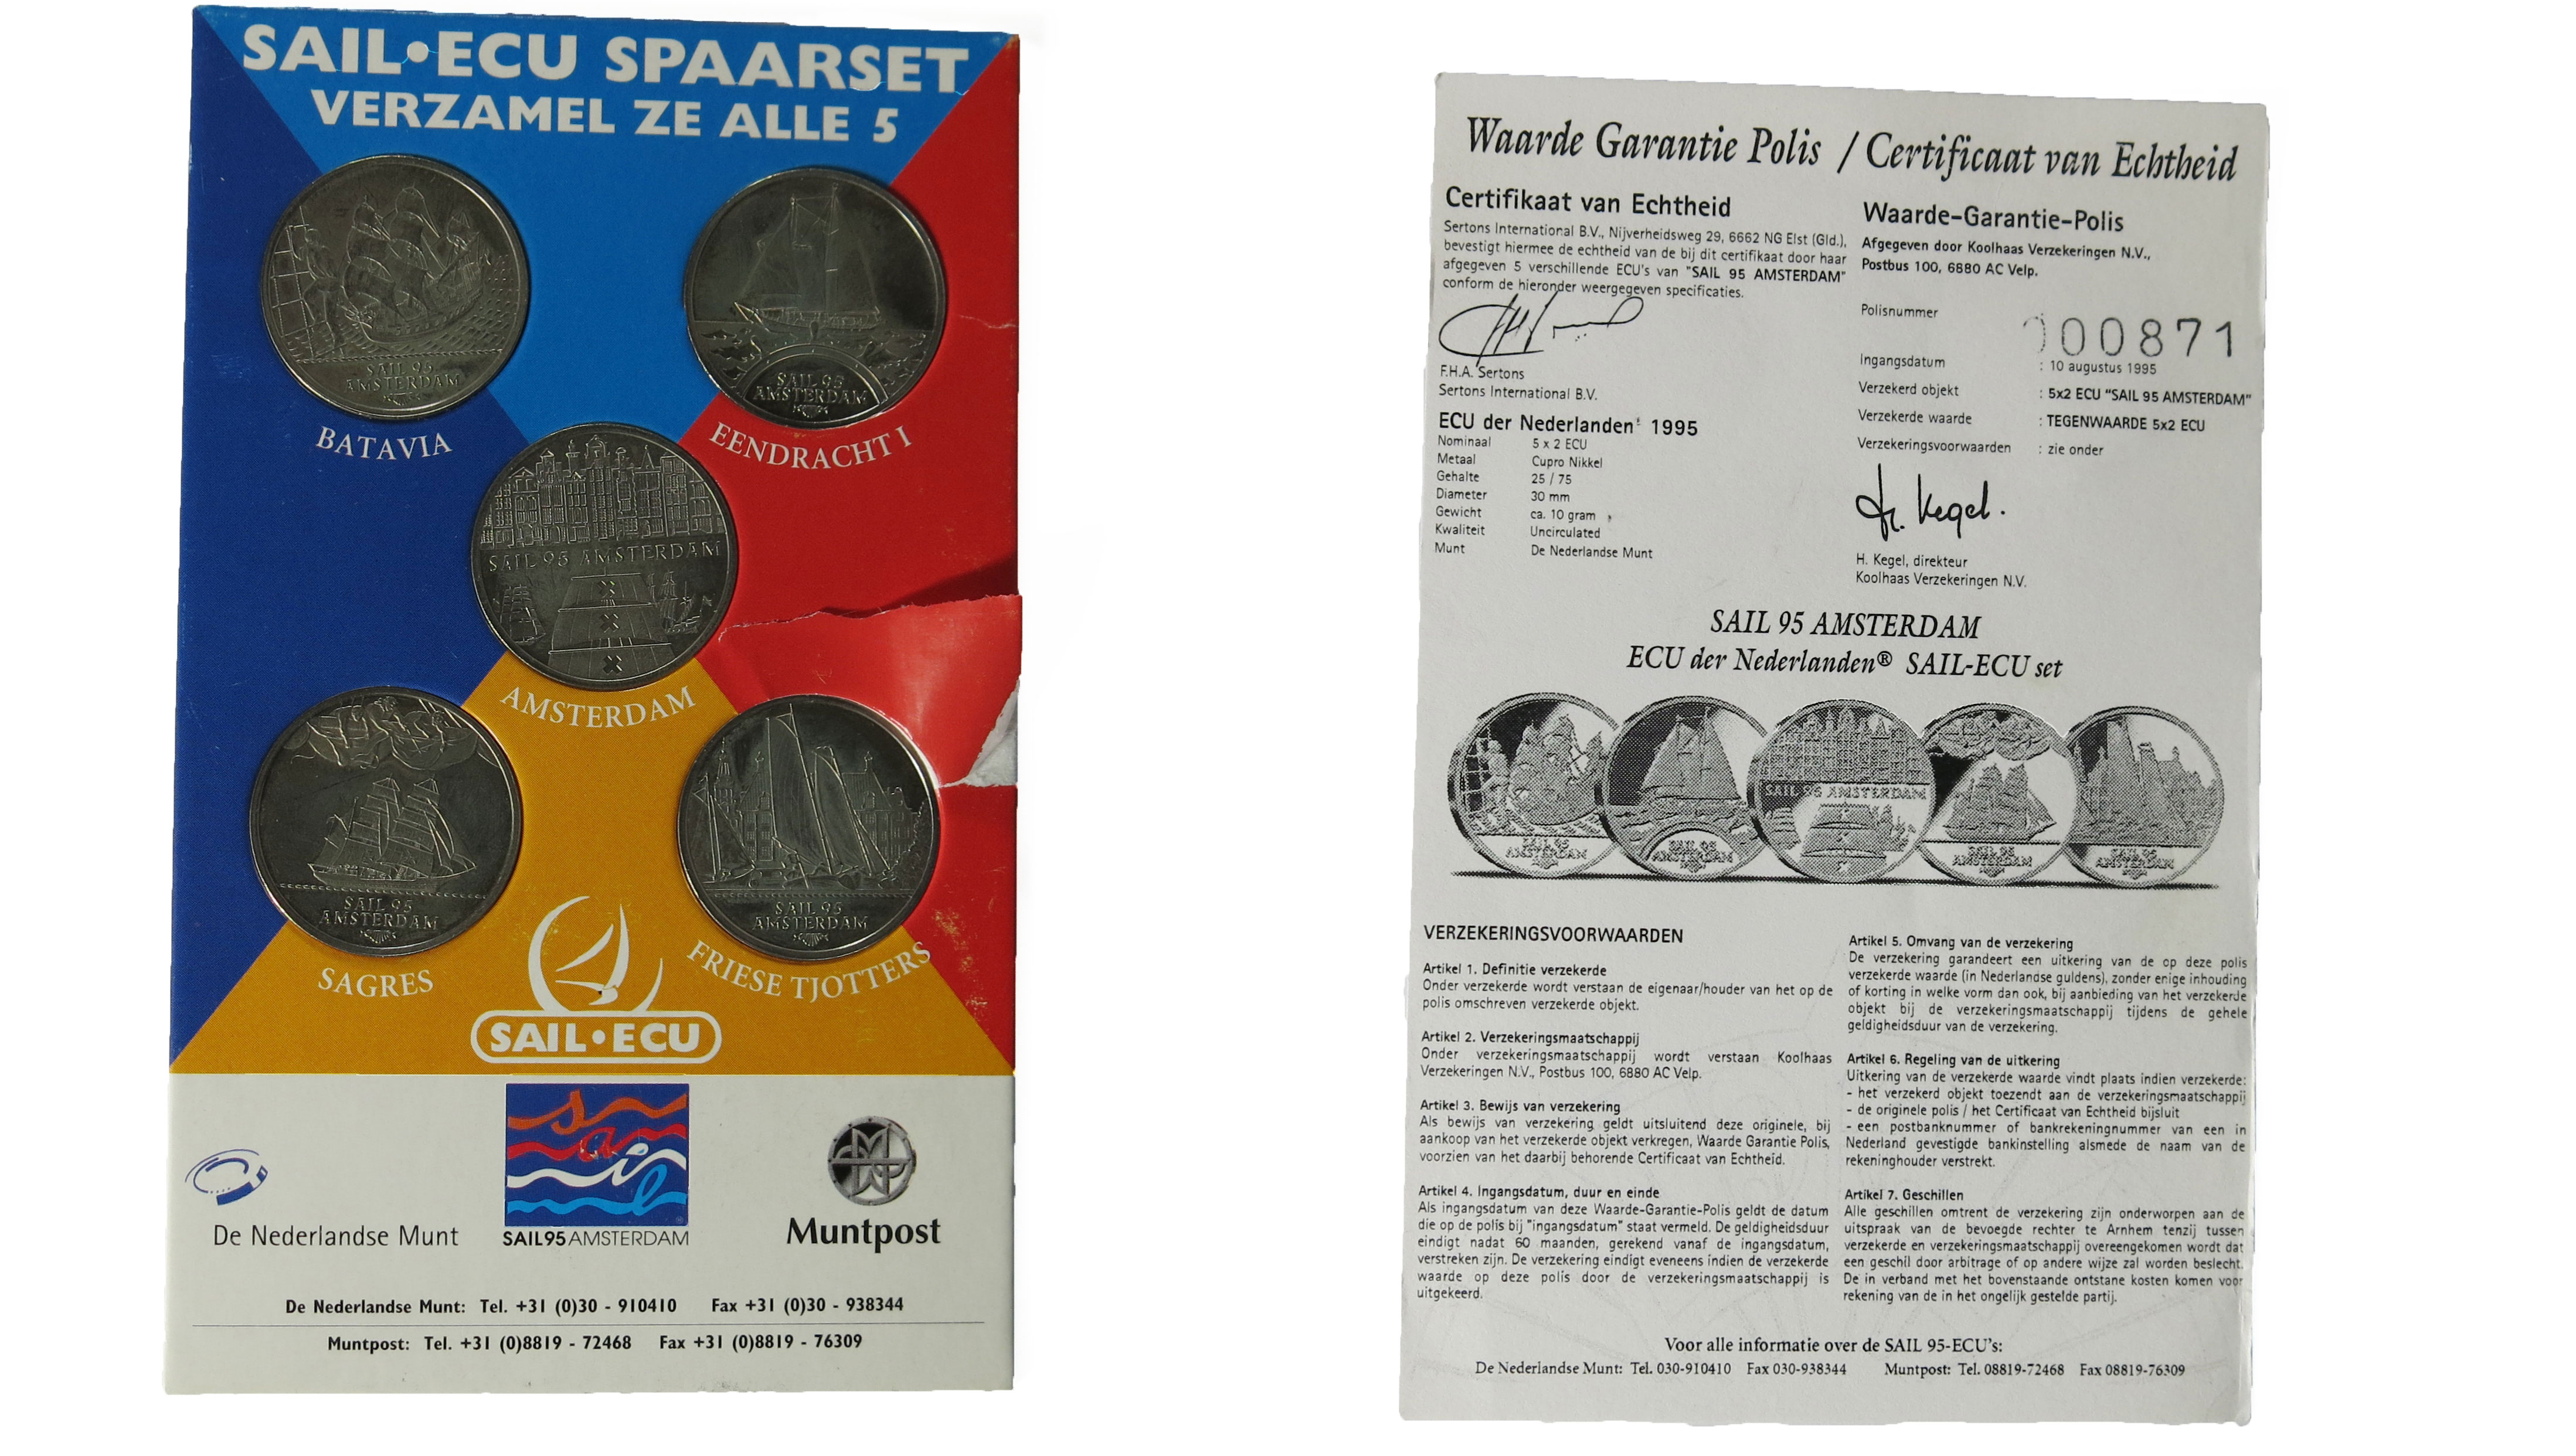 SAIL•ECU SPAARSET
VERZAMEL ZE ALLE 5
SAIL 95
AMSTERDAM
BATAVIA
SAIL 95
AMSTERDAM
EENDRACHT I
SAIL 95 AMSTERDAM
AMSTERDAM
SAIL 95
AMSTERDAM
SAGRES
SAIL 95
AMSTERDAM
FRIESE TJOTTERS
SAIL•ECU
sail
De Nederlandse Munt
SAIL95AMSTERDAM
Muntpost
De Nederlandse Munt: Tel. +31 (0)30 - 910410 Fax +31 (0)30 - 938344
Muntpost: Tel. +31 (0)8819 - 72468 Fax +31 (0)8819 - 76309
Waarde Garantie Polis / Certificaat van Echtheid
Certifikaat van Echtheid
Sertons International B.V., Nijverheidsweg 29, 6662 NG Elst (Gld.),
bevestigt hiermee de echtheid van de bij dit certifikaat door haar
afgegeven 5 verschillende ECU's van "SAIL 95 AMSTERDAM"
conform de hieronder weergegeven specificaties.
F.H.A. Sertons
Sertons International B.V.
ECU der Nederlanden 1995
Nominaal 5 x 2 ECU
Metaal Cupro Nikkel
Gehalte 25 / 75
Diameter 30 mm
Gewicht ca. 10 gram
Kwaliteit Uncirculated
Munt De Nederlandse Munt
Waarde-Garantie-Polis
Afgegeven door Koolhaas Verzekeringen N.V.,
Postbus 100, 6880 AC Velp.
Polisnummer 000871
Ingangsdatum : 10 augustus 1995
Verzekerd objekt : 5x2 ECU "SAIL 95 AMSTERDAM"
Verzekerde waarde : TEGENWAARDE 5x2 ECU
Verzekeringsvoorwaarden : zie onder
H. Kegel.
H. Kegel, direkteur
Koolhaas Verzekeringen N.V.
SAIL 95 AMSTERDAM
ECU der Nederlanden® SAIL-ECU set
SAIL 95
AMSTERDAM
SAIL 95
AMSTERDAM
SAIL 95 AMSTERDAM
SAIL 95
AMSTERDAM
SAIL 95
AMSTERDAM
VERZEKERINGSVOORWAARDEN
Artikel 1. Definitie verzekerde
Onder verzekerde wordt verstaan de eigenaar/houder van het op de
polis omschreven verzekerde objekt.
Artikel 2. Verzekeringsmaatschappij
Onder verzekeringsmaatschappij wordt verstaan Koolhaas
Verzekeringen N.V., Postbus 100, 6880 AC Velp.
Artikel 3. Bewijs van verzekering
Als bewijs van verzekering geldt uitsluitend deze originele, bij
aankoop van het verzekerde objekt verkregen, Waarde Garantie Polis,
voorzien van het daarbij behorende Certificaat van Echtheid.
Artikel 4. Ingangsdatum, duur en einde
Als ingangsdatum van deze Waarde-Garantie-Polis geldt de datum
die op de polis bij "ingangsdatum" staat vermeld. De geldigheidsduur
eindigt nadat 60 maanden, gerekend vanaf de ingangsdatum,
verstreken zijn. De verzekering eindigt eveneens indien de verzekerde
waarde op deze polis door de verzekeringsmaatschappij is
uitgekeerd.
Artikel 5. Omvang van de verzekering
De verzekering garandeert een uitkering van de op deze polis
verzekerde waarde (in Nederlandse guldens), zonder enige inhouding
of korting in welke vorm dan ook, bij aanbieding van het verzekerde
objekt bij de verzekeringsmaatschappij tijdens de gehele
geldigheidsduur van de verzekering.
Artikel 6. Regeling van de uitkering
Uitkering van de verzekerde waarde vindt plaats indien verzekerde:
- het verzekerd objekt toezendt aan de verzekeringsmaatschappij
- de originele polis / het Certificaat van Echtheid bijsluit
- een postbanknummer of bankrekeningnummer van een in
Nederland gevestigde bankinstelling alsmede de naam van de
rekeninghouder verstrekt.
Artikel 7. Geschillen
Alle geschillen omtrent de verzekering zijn onderworpen aan de
uitspraak van de bevoegde rechter te Arnhem tenzij tussen
verzekerde en verzekeringsmaatschappij overeengekomen wordt dat
een geschil door arbitrage of op andere wijze zal worden beslecht.
De in verband met het bovenstaande ontstane kosten komen voor
rekening van de in het ongelijk gestelde partij.
Voor alle informatie over de SAIL 95-ECU's:
De Nederlandse Munt: Tel. 030-910410 Fax 030-938344 Muntpost: Tel. 08819-72468 Fax 08819-76309